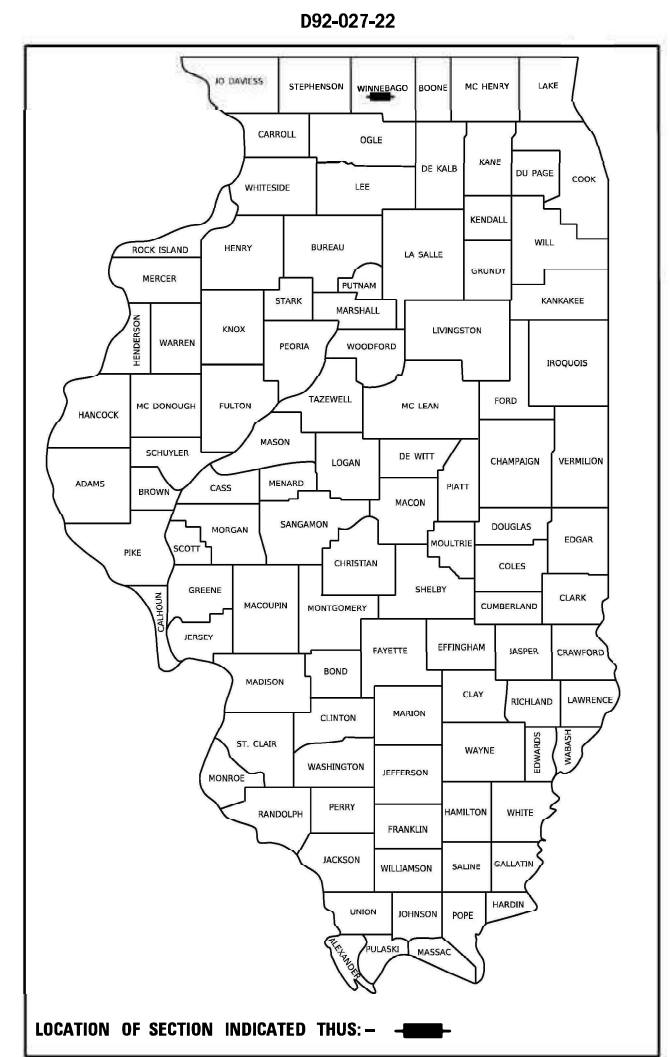 D92-027-22
JO DAVIESS
STEPHENSON
WINNEBAGO
BOONE
MC HENRY
LAKE
CARROLL
OGLE
DE KALB
KANE
DU PAGE
COOK
WHITESIDE
LEE
KENDALL
WILL
ROCK ISLAND
HENRY
BUREAU
LA SALLE
GRUNDY
MERCER
PUTNAM
STARK
MARSHALL
KANKAKEE
HENDERSON
WARREN
KNOX
PEORIA
WOODFORD
LIVINGSTON
IROQUOIS
HANCOCK
MC DONOUGH
FULTON
TAZEWELL
MC LEAN
FORD
SCHUYLER
MASON
LOGAN
DE WITT
CHAMPAIGN
VERMILION
ADAMS
BROWN
CASS
MENARD
PIATT
MACON
PIKE
SCOTT
MORGAN
SANGAMON
CHRISTIAN
MOULTRIE
DOUGLAS
EDGAR
COLES
CALHOUN
GREENE
MACOUPIN
MONTGOMERY
SHELBY
CUMBERLAND
CLARK
JERSEY
FAYETTE
EFFINGHAM
JASPER
CRAWFORD
MADISON
BOND
CLAY
RICHLAND
LAWRENCE
CLINTON
MARION
ST. CLAIR
WAYNE
EDWARDS
WABASH
MONROE
WASHINGTON
JEFFERSON
RANDOLPH
PERRY
FRANKLIN
HAMILTON
WHITE
JACKSON
WILLIAMSON
SALINE
GALLATIN
UNION
JOHNSON
POPE
HARDIN
ALEXANDER
PULASKI
MASSAC
LOCATION OF SECTION INDICATED THUS: –